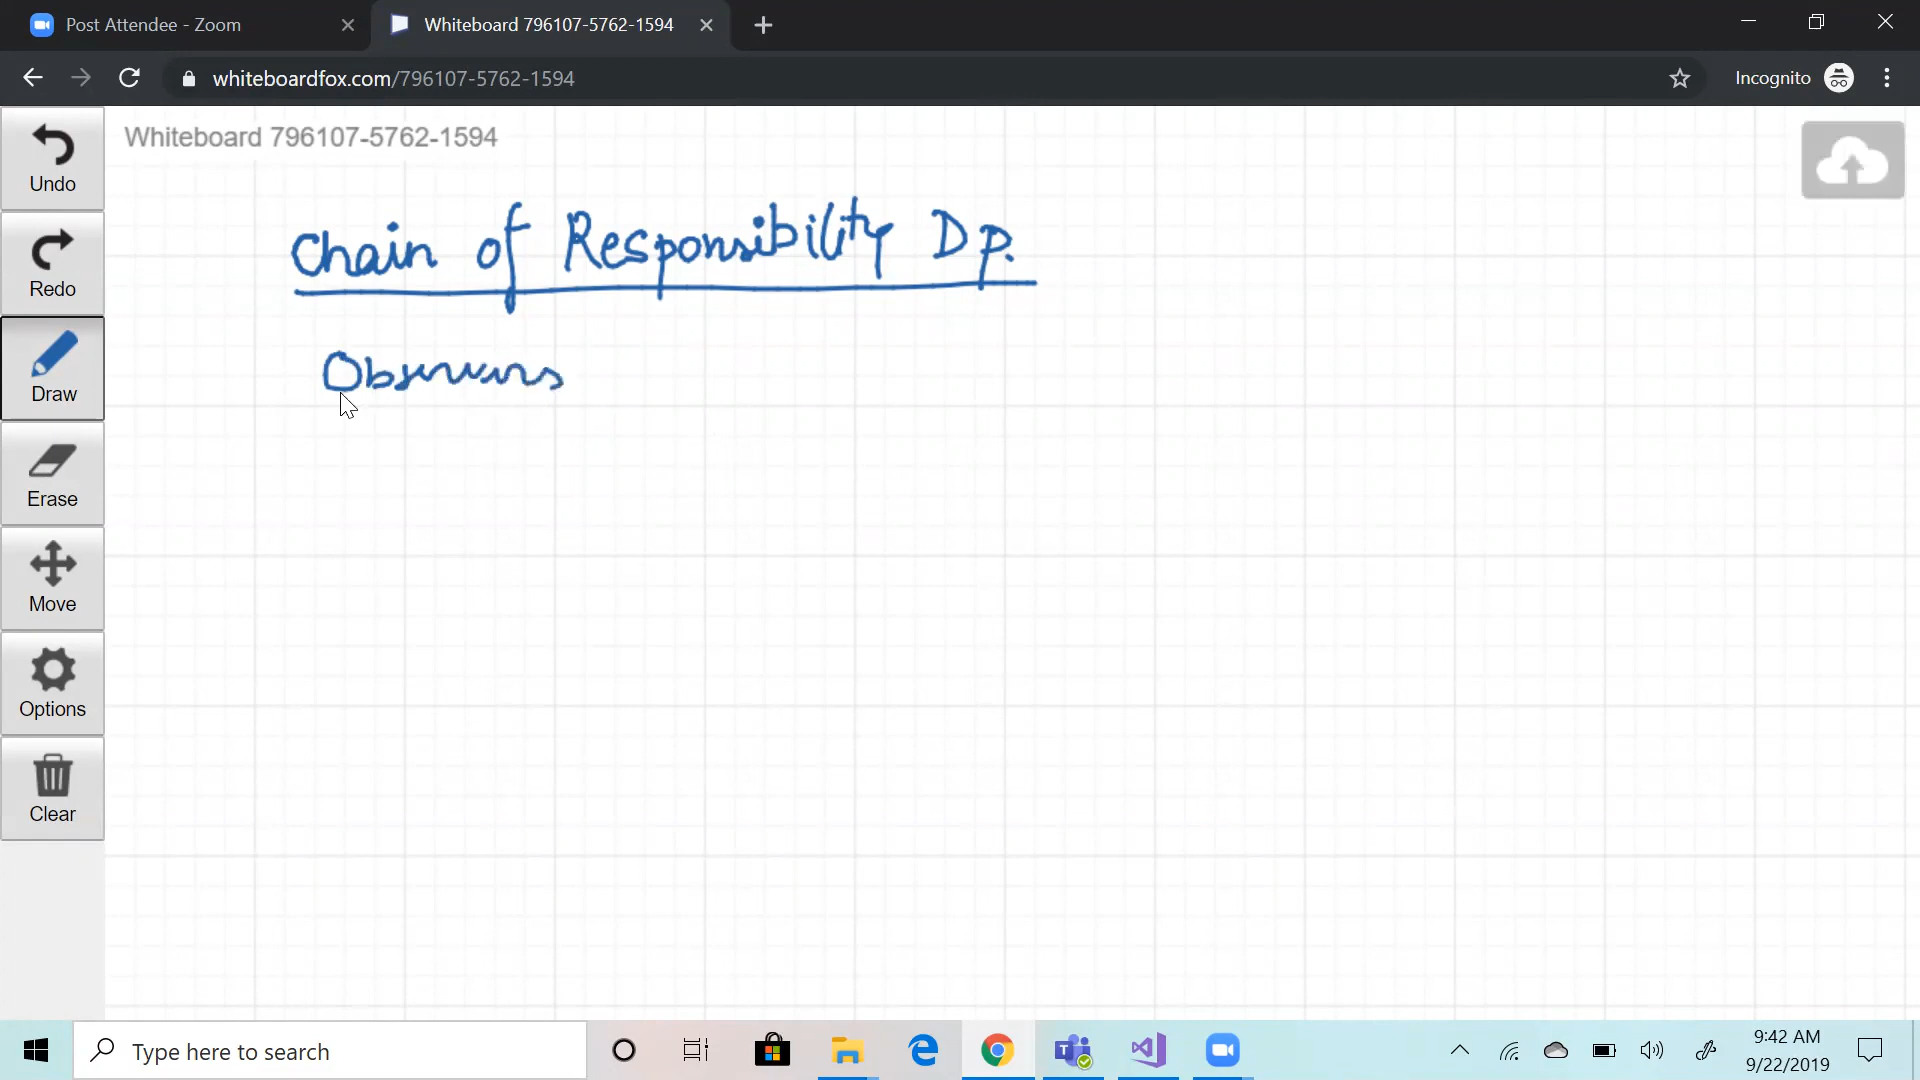 Post Attendee - Zoom
Whiteboard 796107-5762-1594
whiteboardfox.com/796107-5762-1594
Incognito
Undo
Redo
Draw
Erase
Move
Options
Clear
Whiteboard 796107-5762-1594
Chain of Responsibility Dp.
Observers
Type here to search
9:42 AM
9/22/2019